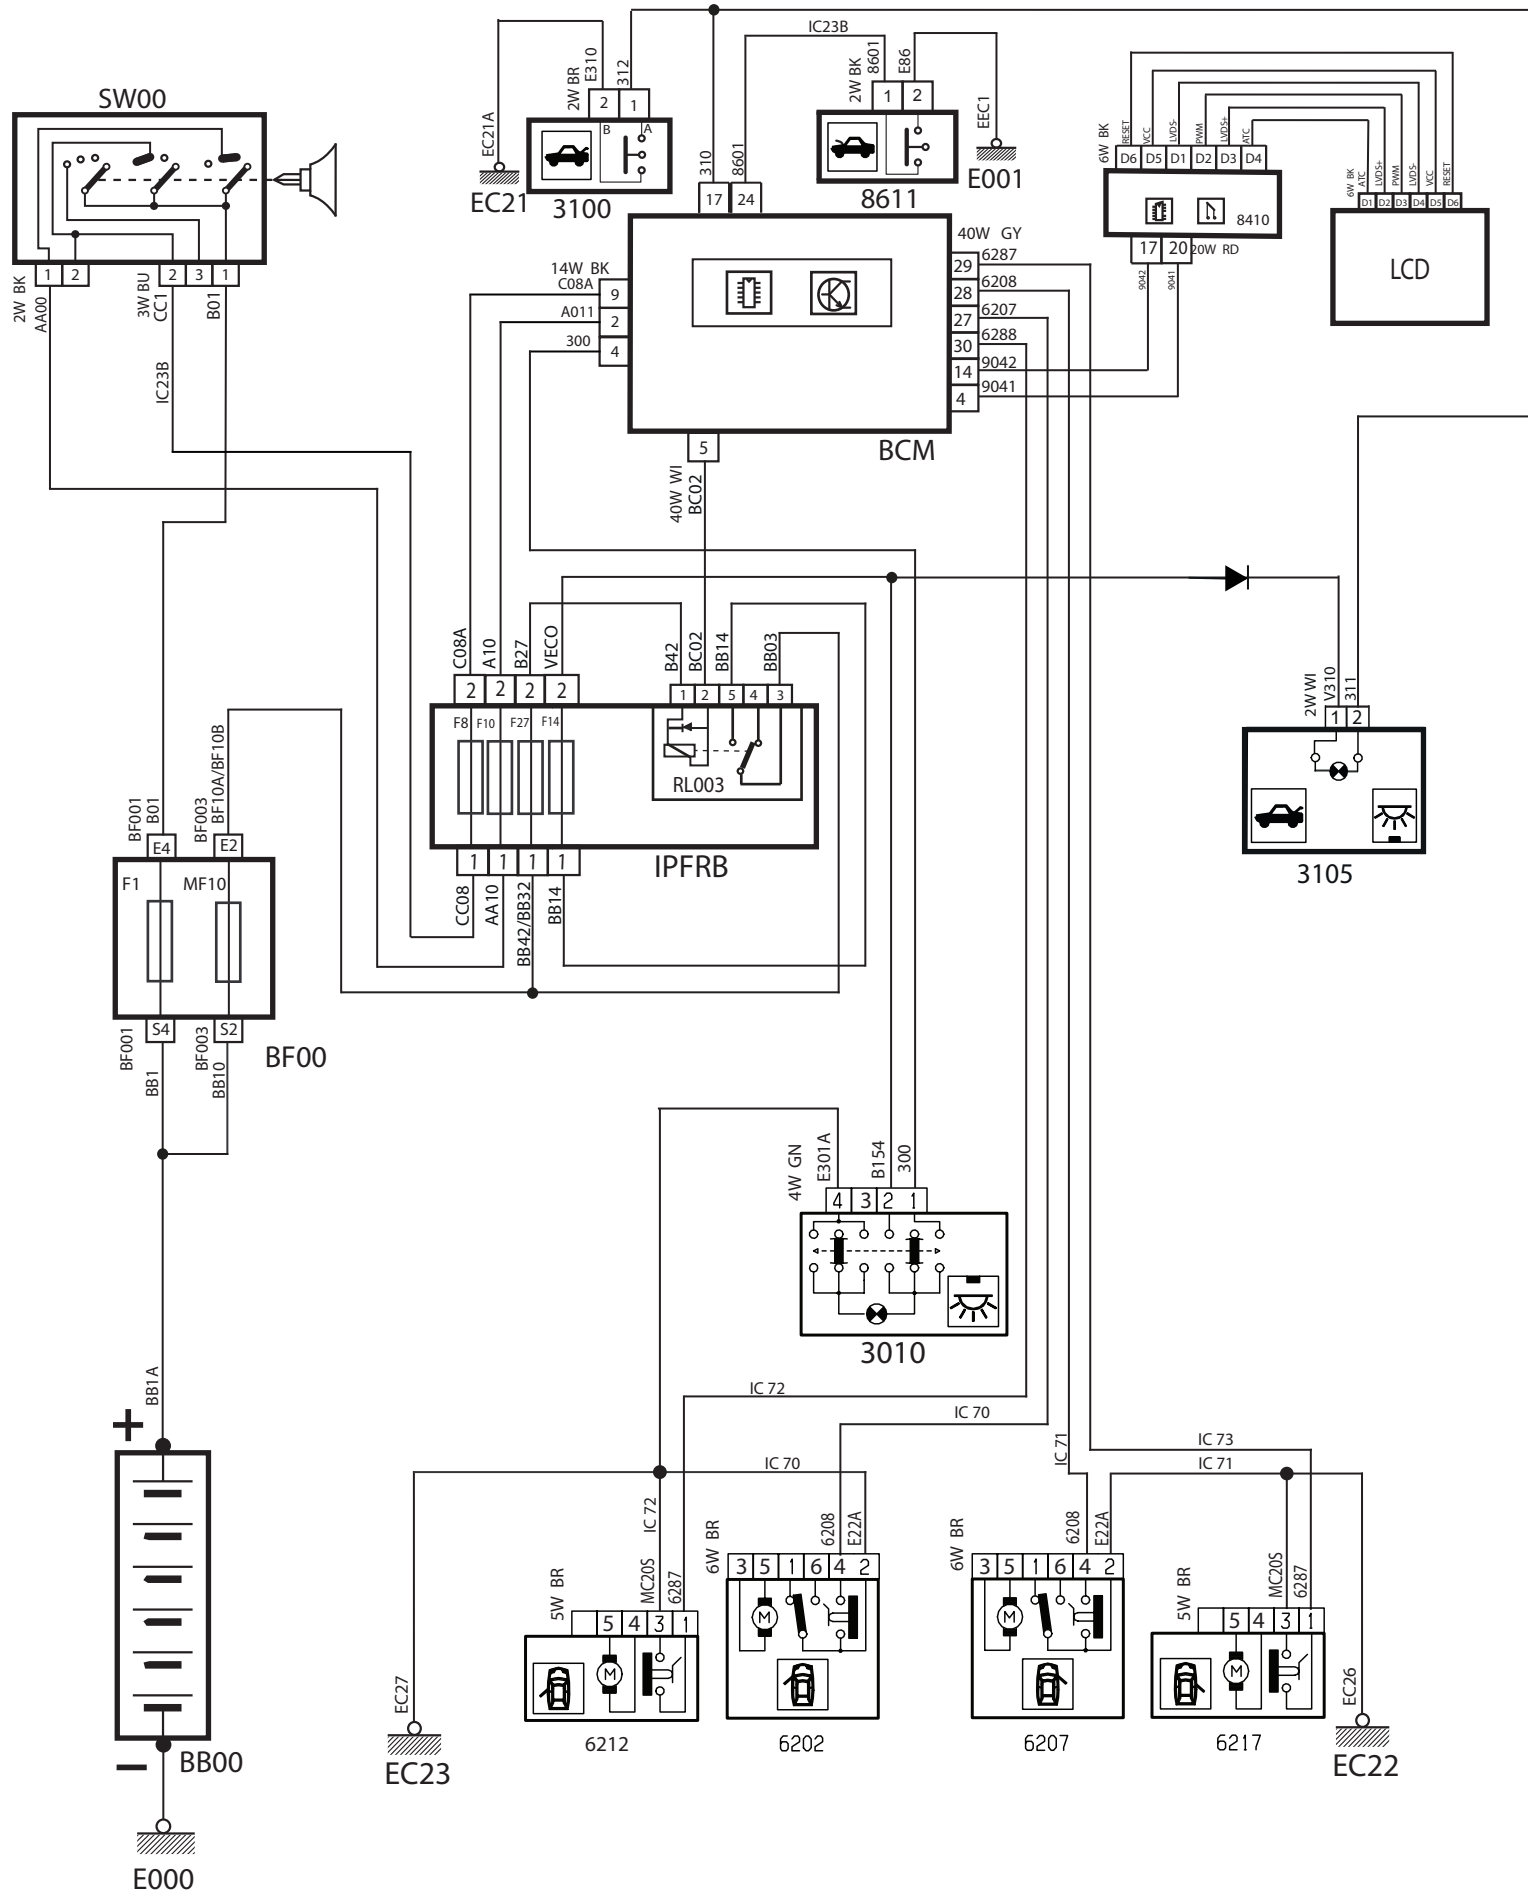 SW00
1
2
2
3
1
2W BK
AA00
3W BU
CC1
B01
IC23B
EC21A
EC21
2W BR
E310
312
2
1
B
A
3100
310
8601
17
24
IC23B
2W BK
8601
E86
1
2
8611
EEC1
E001
6W BK
RESET
VCC
LVDS-
PWM
LVDS+
ATC
D6
D5
D1
D2
D3
D4
8410
17
20
20W RD
9042
9041
6W BK
ATC
LVDS+
PWM
LVDS-
VCC
RESET
D1
D2
D3
D4
D5
D6
LCD
14W BK
C08A
A011
300
9
2
4
40W GY
29
28
27
30
14
4
6287
6208
6207
6288
9042
9041
BCM
5
40W WI
BC02
C08A
A10
B27
VECO
B42
BC02
BB14
BB03
2
2
2
2
1
2
5
4
3
F8
F10
F27
F14
RL003
1
1
1
1
IPFRB
CC08
AA10
BB42/BB32
BB14
2W WI
V310
311
1
2
3105
BF001
B01
BF003
BF10A/BF10B
E4
E2
F1
MF10
S4
S2
BF001
BB1
BF003
BB10
BF00
4W GN
E301A
B154
300
4
3
2
1
3010
BB1A
+
BB00
−
E000
IC 72
IC 70
IC 71
IC 73
IC 70
IC 71
IC 72
EC27
EC23
5W BR
MC20S
6287
5
4
3
1
M
6212
6W BR
6208
E22A
3
5
1
6
4
2
M
6202
6W BR
6208
E22A
3
5
1
6
4
2
M
6207
5W BR
MC20S
6287
5
4
3
1
M
6217
EC26
EC22